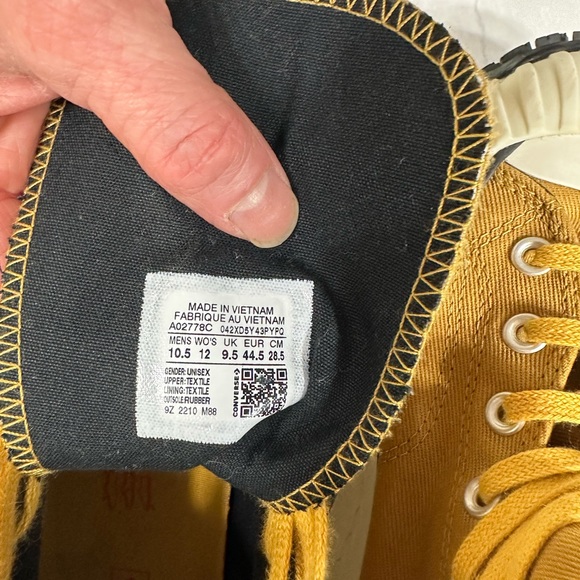 MADE IN VIETNAM
FABRIQUE AU VIETNAM
A02778C 042XD5Y43PYPQ
MENS WO'S UK EUR CM
10.5 12 9.5 44.5 28.5
GENDER:UNISEX
UPPER:TEXTILE
LINING:TEXTILE
OUTSOLE:RUBBER
9Z 2210 M88
CONVERSE